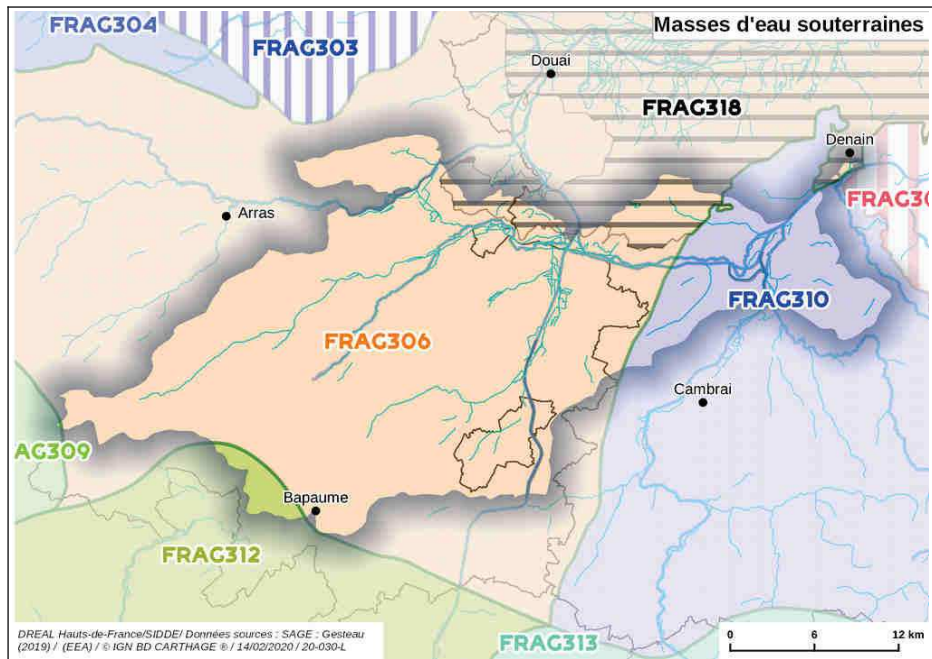 Masses d'eau souterraines
FRAG304
FRAG303
Douai
FRAG318
Denain
FRAG30
Arras
FRAG310
FRAG306
Cambrai
AG309
Bapaume
FRAG312
FRAG313
DREAL Hauts-de-France/SIDDE/ Données sources : SAGE : Gesteau
(2019) / (EEA) / © IGN BD CARTHAGE ® / 14/02/2020 / 20-030-L
0 6 12 km